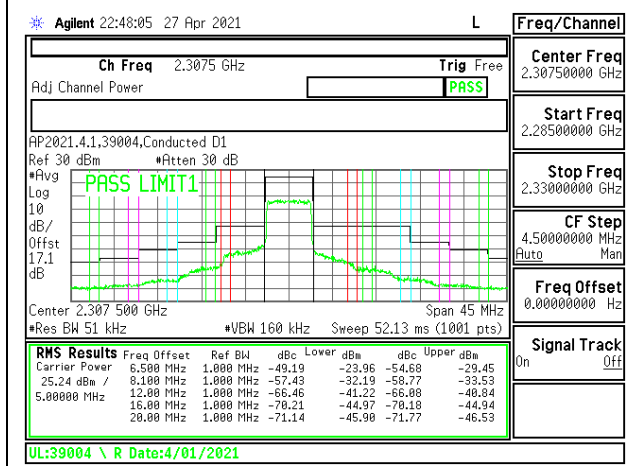 Agilent 22:48:05 27 Apr 2021 L
Ch Freq 2.3075 GHz Trig Free
Adj Channel Power PASS
AP2021.4.1,39004,Conducted D1
Ref 30 dBm #Atten 30 dB
#Avg
Log
10
dB/
Offst
17.1
dB
PASS LIMIT1
Center 2.307 500 GHz Span 45 MHz
#Res BW 51 kHz #VBW 160 kHz Sweep 52.13 ms (1001 pts)
RMS Results Freq Offset Ref BW dBc Lower dBm dBc Upper dBm
Carrier Power 6.500 MHz 1.000 MHz -49.19 -23.96 -54.68 -29.45
25.24 dBm / 8.100 MHz 1.000 MHz -57.43 -32.19 -58.77 -33.53
5.00000 MHz 12.00 MHz 1.000 MHz -66.46 -41.22 -66.08 -40.84
16.00 MHz 1.000 MHz -70.21 -44.97 -70.18 -44.94
20.00 MHz 1.000 MHz -71.14 -45.90 -71.77 -46.53
UL:39004 \ R Date:4/01/2021
Freq/Channel
Center Freq
2.30750000 GHz
Start Freq
2.28500000 GHz
Stop Freq
2.33000000 GHz
CF Step
4.50000000 MHz
Auto Man
Freq Offset
0.00000000 Hz
Signal Track
On Off